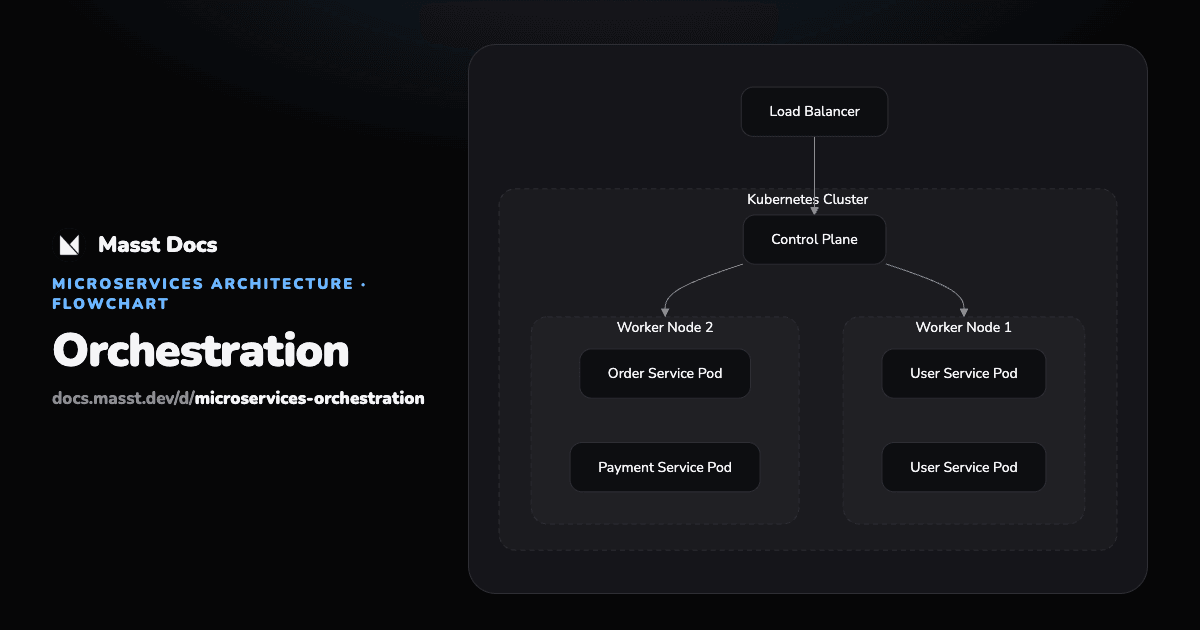 Masst Docs
MICROSERVICES ARCHITECTURE ·
FLOWCHART
Orchestration
docs.masst.dev/d/microservices-orchestration
Load Balancer
Kubernetes Cluster
Control Plane
Worker Node 2
Order Service Pod
Payment Service Pod
Worker Node 1
User Service Pod
User Service Pod